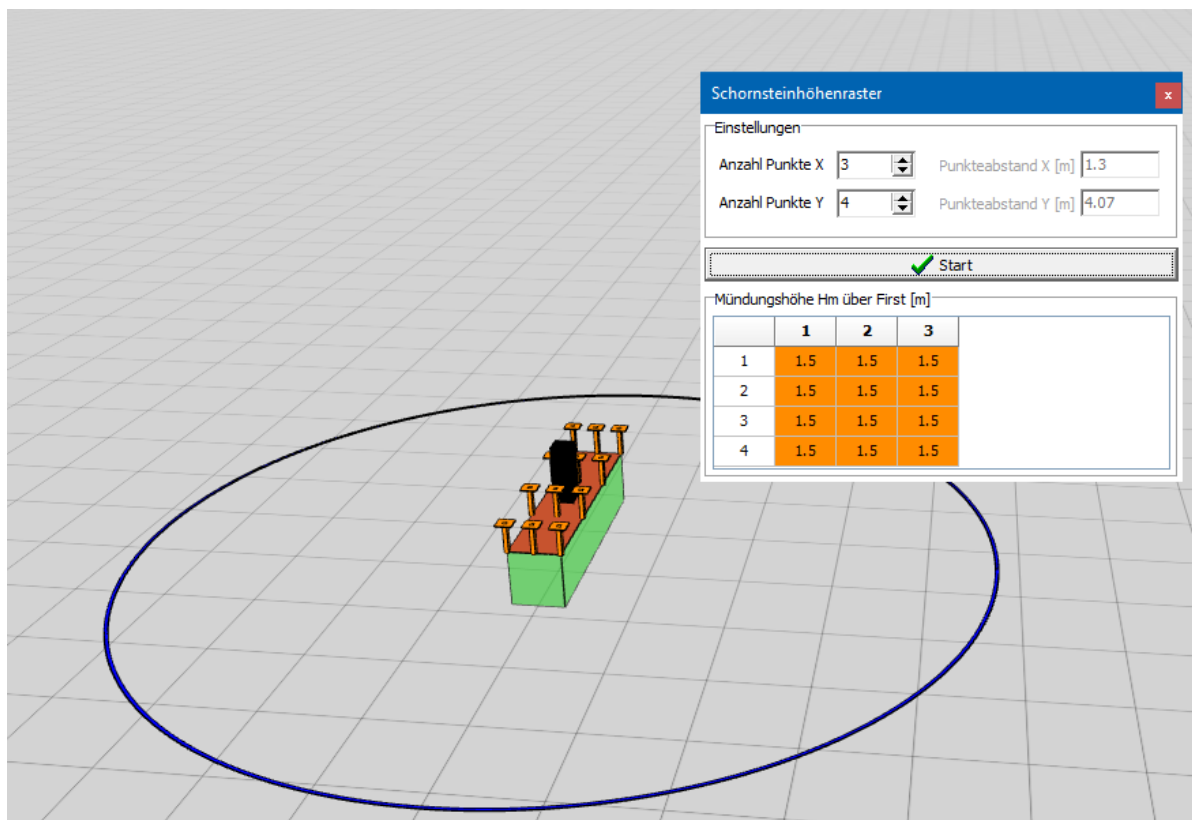 Schornsteinhöhenraster x
Einstellungen
Anzahl Punkte X 3 Punkteabstand X [m] 1.3
Anzahl Punkte Y 4 Punkteabstand Y [m] 4.07
Start
Mündungshöhe Hm über First [m]
1 2 3
1 1.5 1.5 1.5
2 1.5 1.5 1.5
3 1.5 1.5 1.5
4 1.5 1.5 1.5